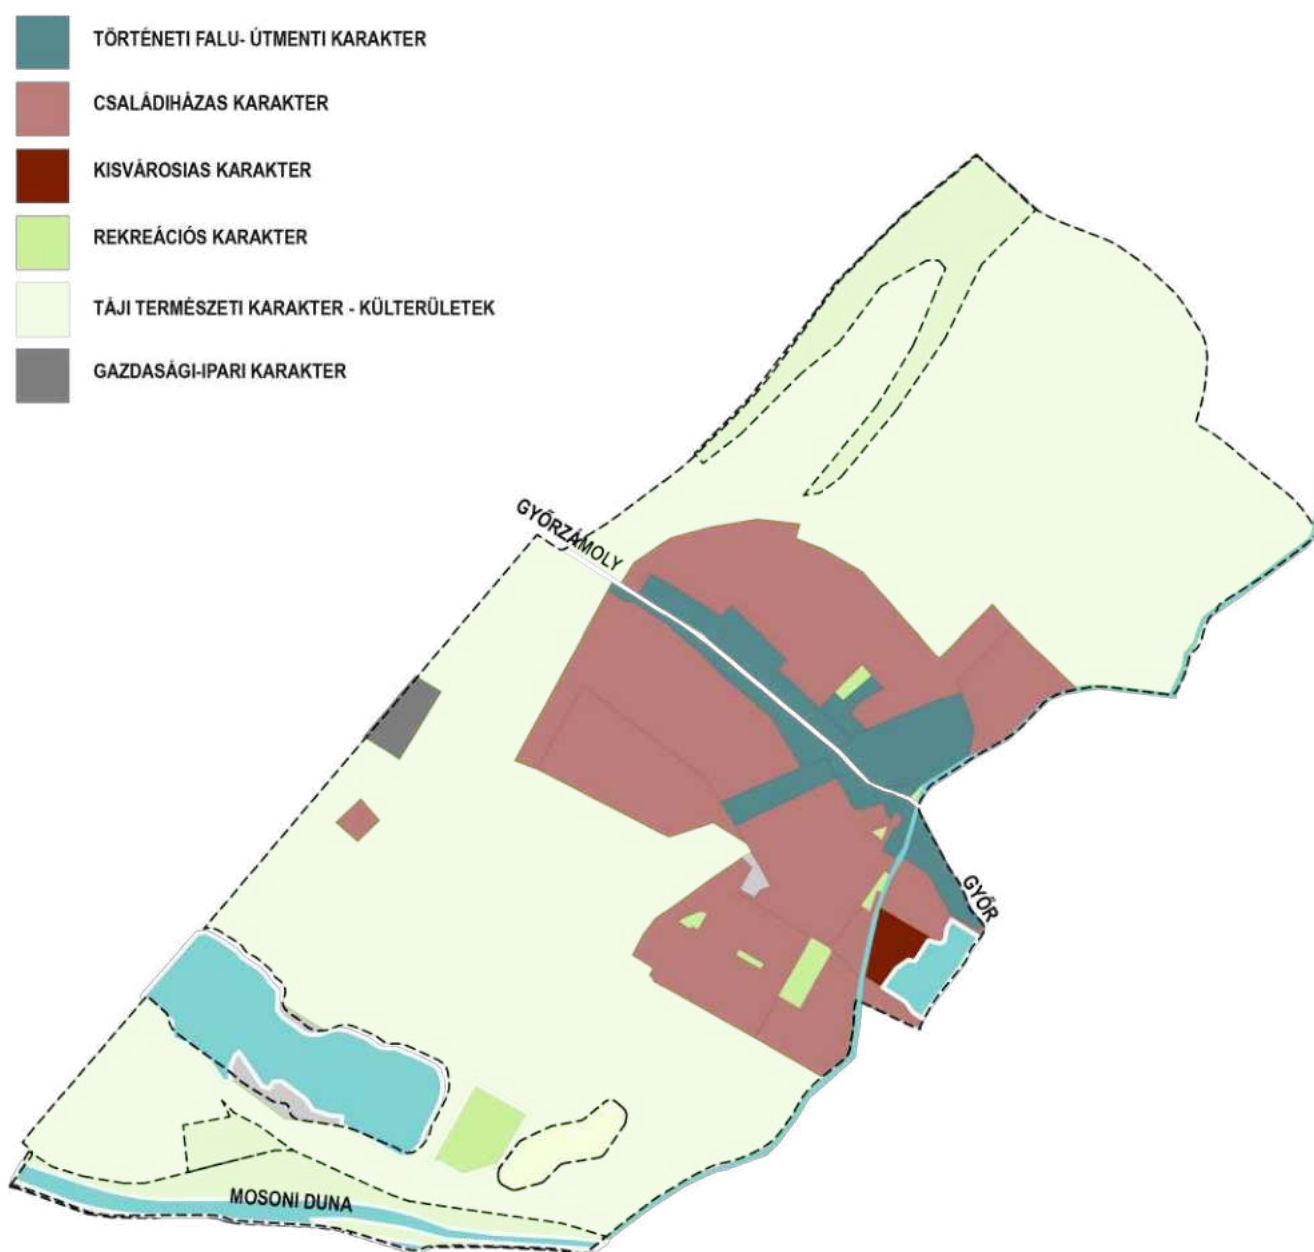 TÖRTÉNETI FALU- ÚTMENTI KARAKTER
CSALÁDIHÁZAS KARAKTER
KISVÁROSIAS KARAKTER
REKREÁCIÓS KARAKTER
TÁJI TERMÉSZETI KARAKTER - KÜLTERÜLETEK
GAZDASÁGI-IPARI KARAKTER
GYŐRZÁMOLY
GYŐR
MOSONI DUNA